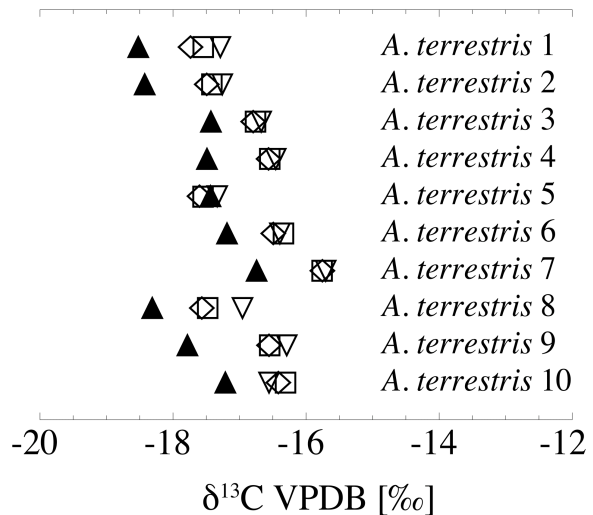 A. terrestris 1
A. terrestris 2
A. terrestris 3
A. terrestris 4
A. terrestris 5
A. terrestris 6
A. terrestris 7
A. terrestris 8
A. terrestris 9
A. terrestris 10
-20 -18 -16 -14 -12
δ¹³C VPDB [‰]